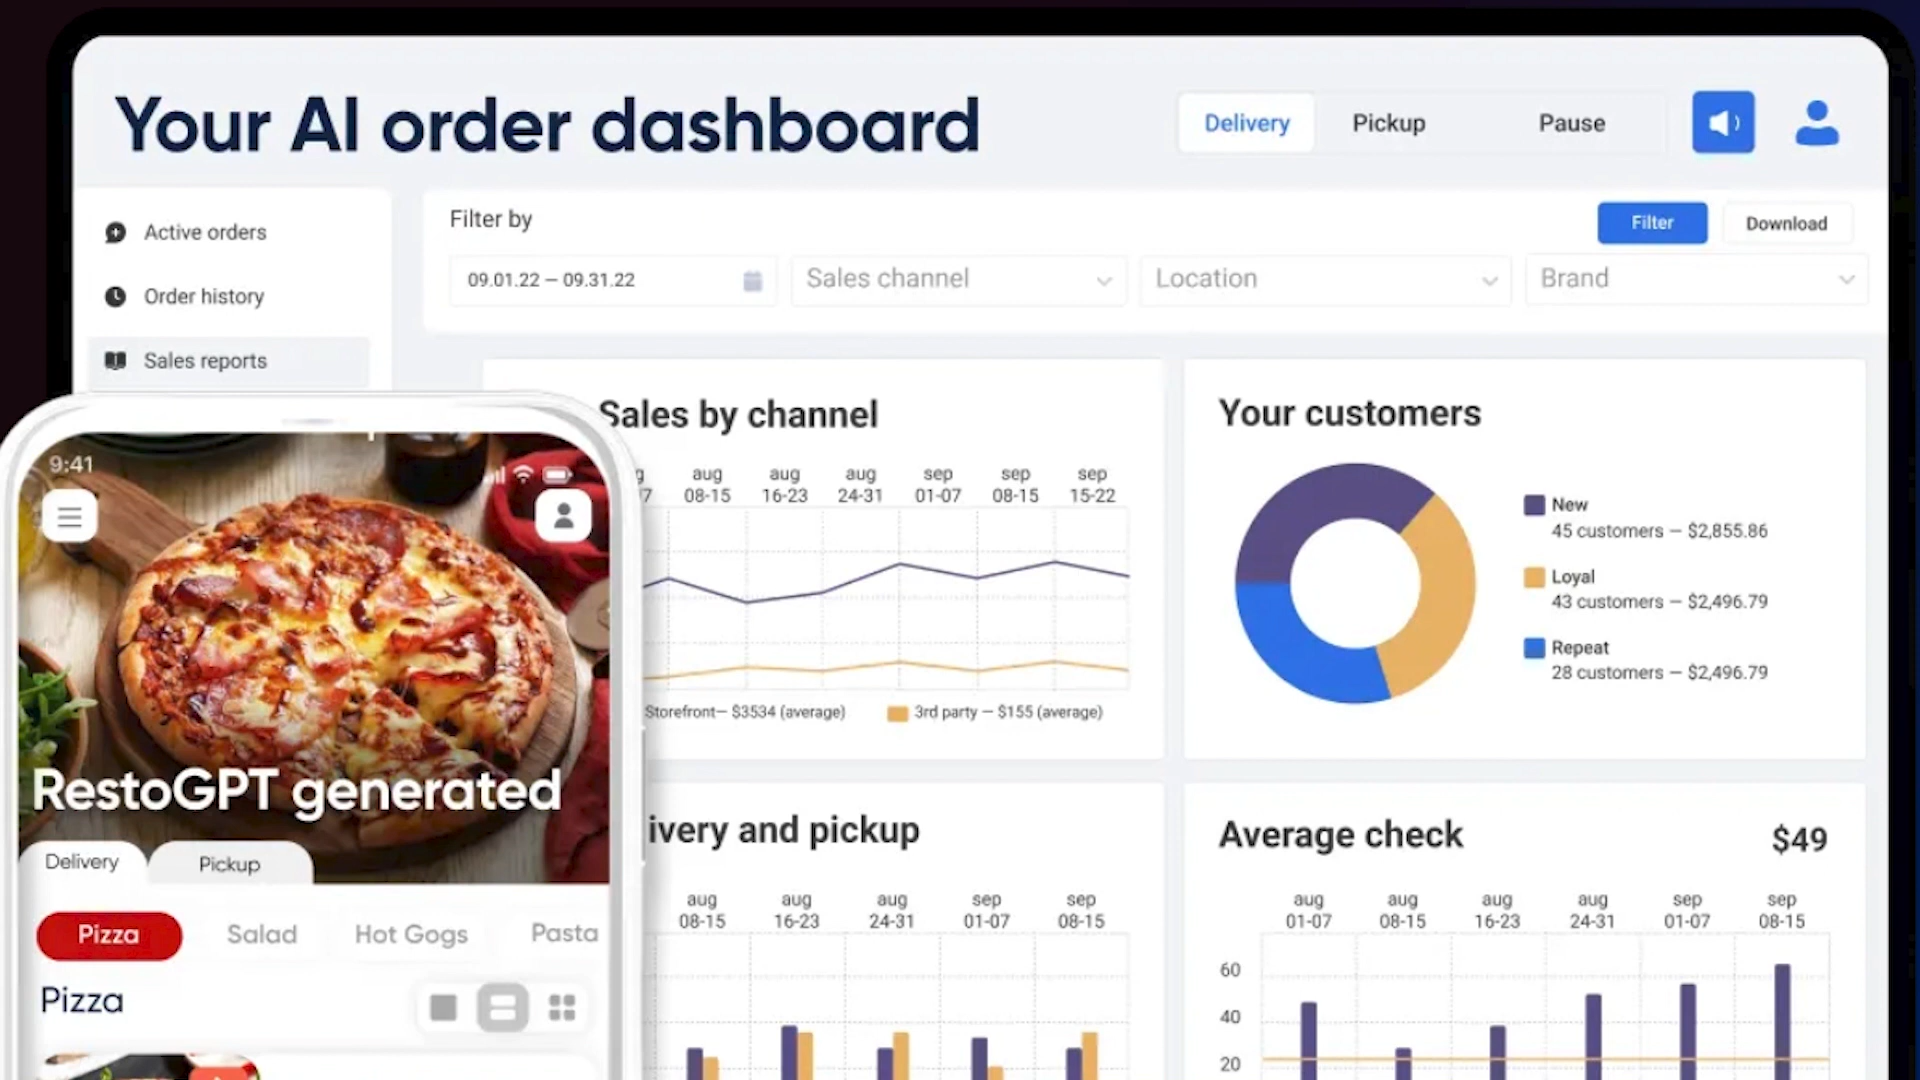 Your AI order dashboard
Delivery
Pickup
Pause
Active orders
Order history
Sales reports
Filter by
Filter
Download
09.01.22 – 09.31.22
Sales channel
Location
Brand
Sales by channel
aug 08-15
aug 16-23
aug 24-31
sep 01-07
sep 08-15
sep 15-22
Storefront– $3534 (average)
3rd party – $155 (average)
Your customers
New
45 customers – $2,855.86
Loyal
43 customers – $2,496.79
Repeat
28 customers – $2,496.79
9:41
RestoGPT generated
Delivery
Pickup
Pizza
Salad
Hot Gogs
Pasta
Pizza
ivery and pickup
aug 08-15
aug 16-23
aug 24-31
sep 01-07
sep 08-15
Average check
$49
aug 01-07
aug 08-15
aug 16-23
aug 24-31
sep 01-07
sep 08-15
60
40
20